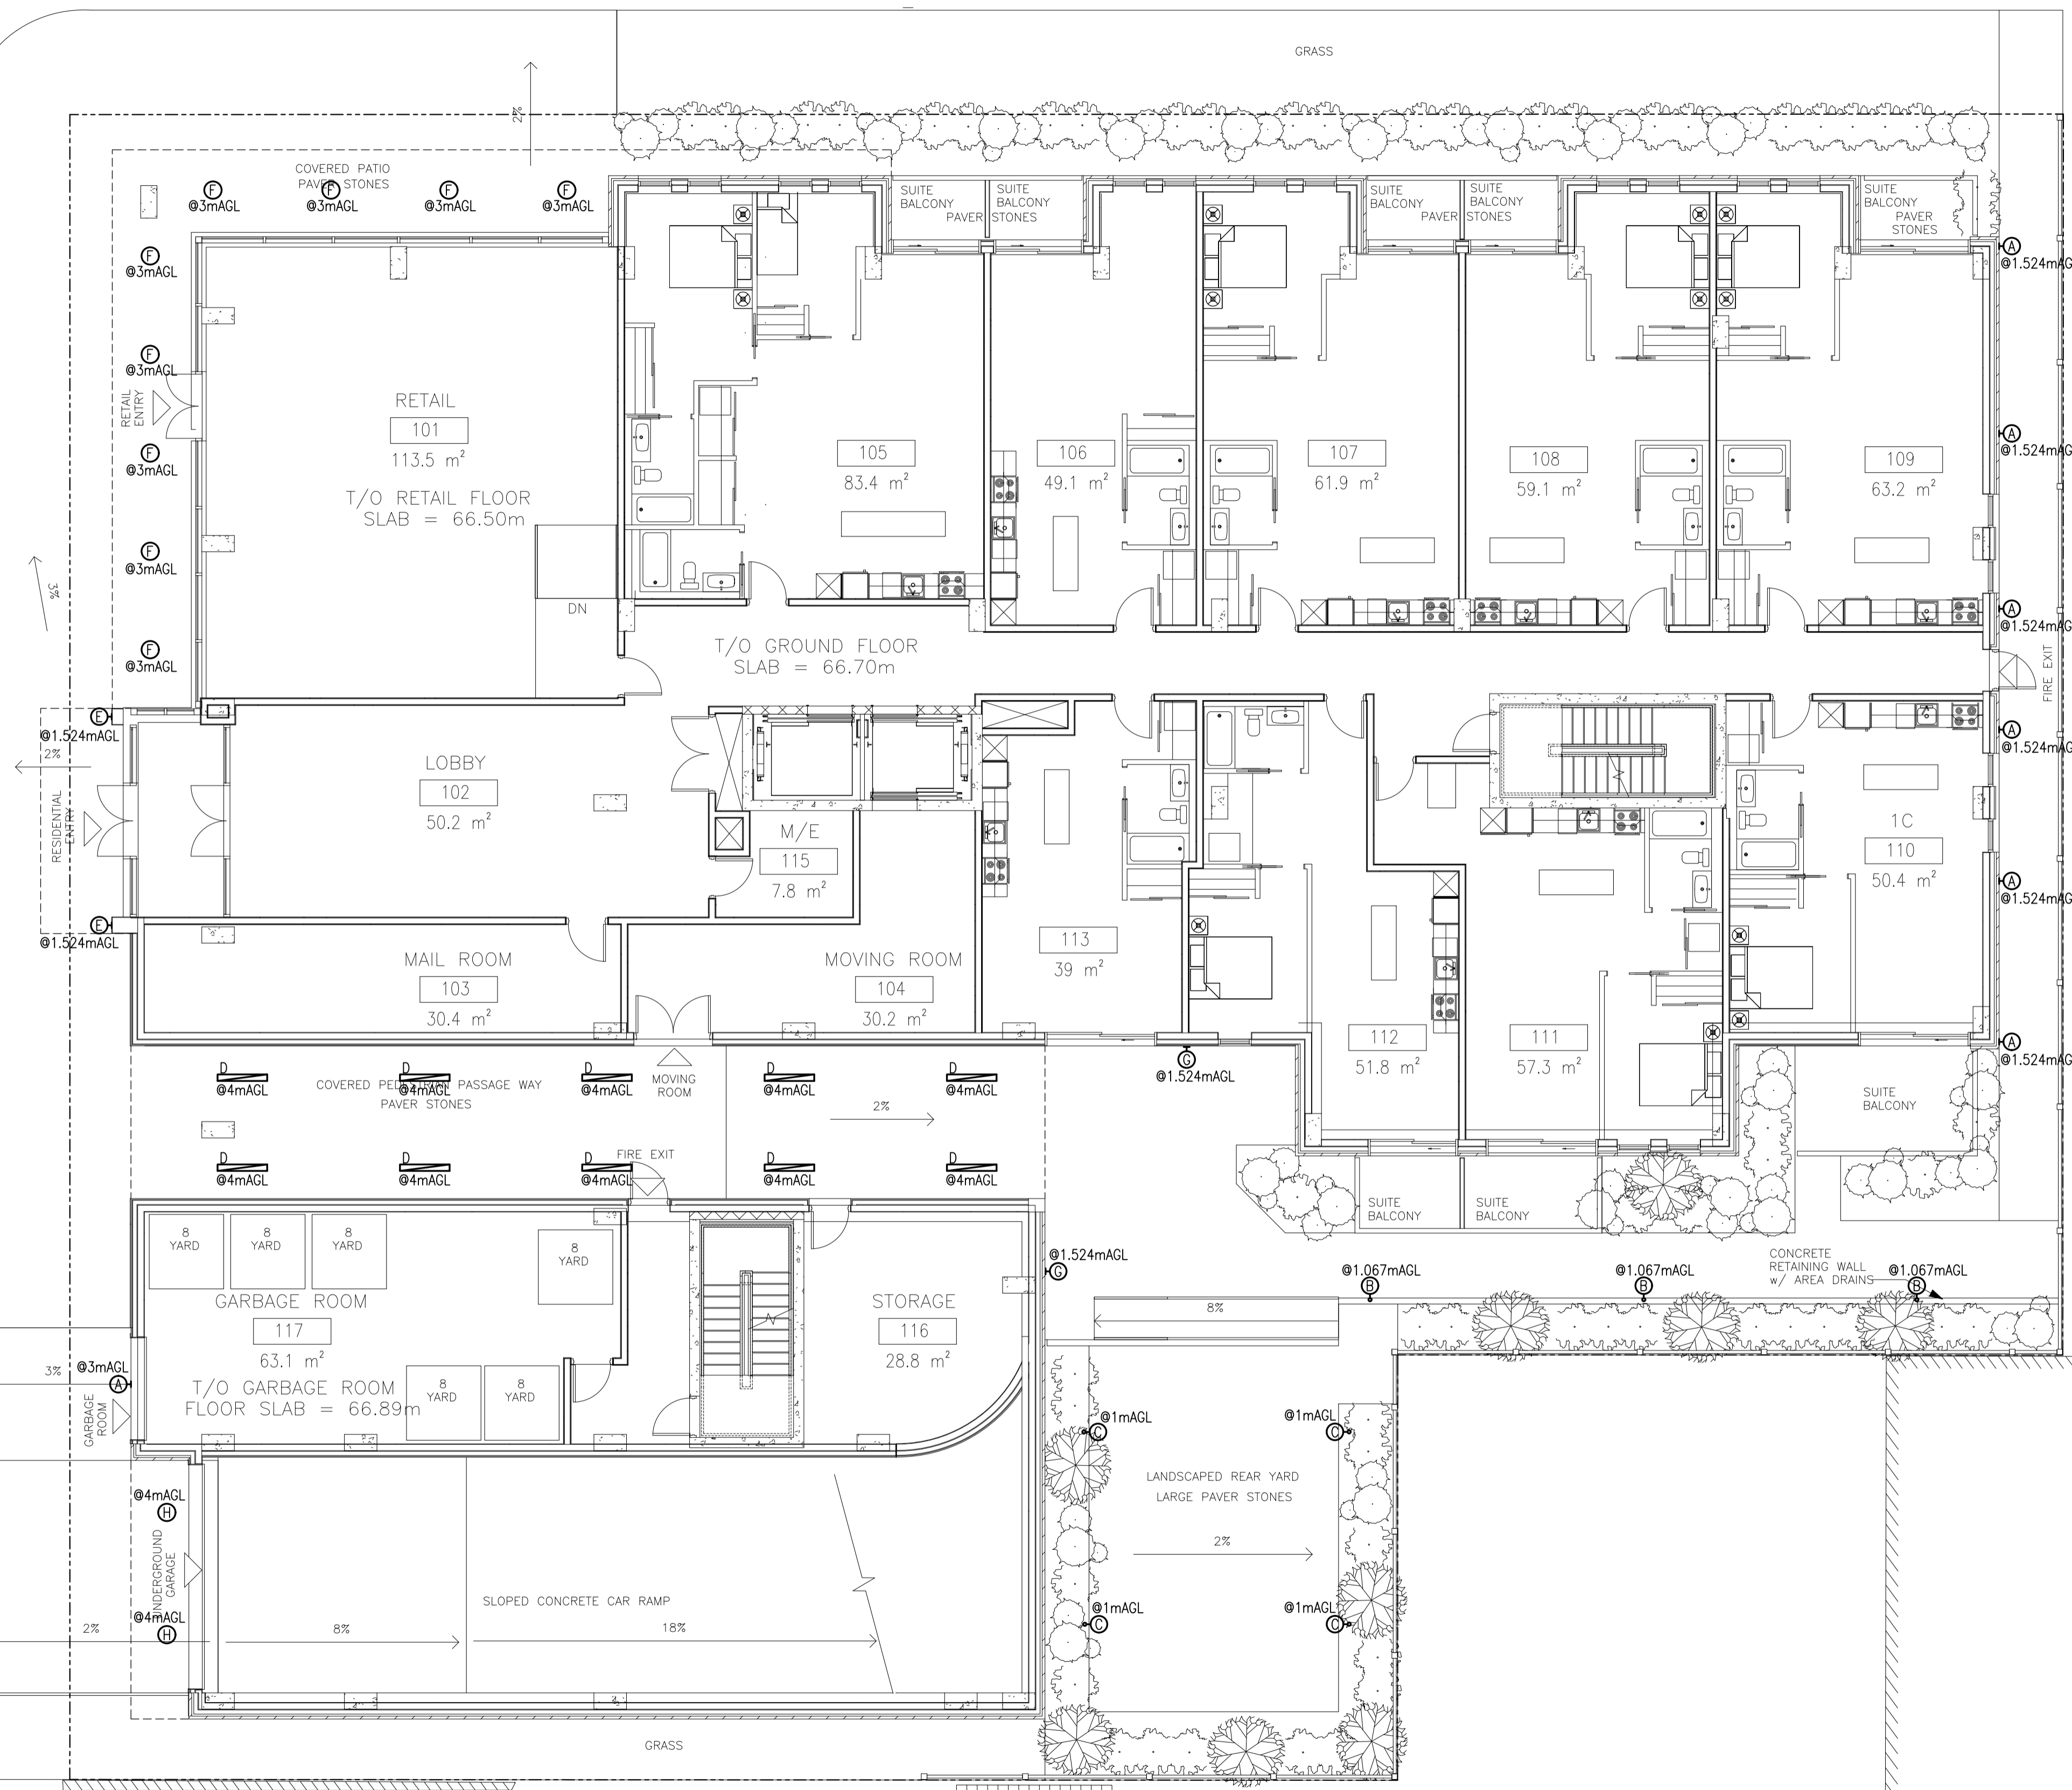 GRASS
2%
COVERED PATIO
PAVER STONES
F
@3mAGL
F
@3mAGL
F
@3mAGL
F
@3mAGL
SUITE
BALCONY
SUITE
BALCONY
PAVER STONES
SUITE
BALCONY
SUITE
BALCONY
PAVER STONES
SUITE
BALCONY
PAVER
STONES
A
@1.524mAG
F
@3mAGL
F
@3mAGL
RETAIL
ENTRY
F
@3mAGL
F
@3mAGL
F
@3mAGL
3%
RETAIL
101
113.5 m²
T/O RETAIL FLOOR
SLAB = 66.50m
DN
105
83.4 m²
106
49.1 m²
107
61.9 m²
108
59.1 m²
109
63.2 m²
A
@1.524mAG
A
@1.524mAG
T/O GROUND FLOOR
SLAB = 66.70m
FIRE EXIT
E
@1.524mAGL
2%
RESIDENTIAL
ENTRY
E
@1.524mAGL
LOBBY
102
50.2 m²
M/E
115
7.8 m²
A
@1.524mAG
1C
110
50.4 m²
A
@1.524mAG
MAIL ROOM
103
30.4 m²
MOVING ROOM
104
30.2 m²
113
39 m²
112
51.8 m²
111
57.3 m²
A
@1.524mAG
G
@1.524mAGL
D
@4mAGL
D
@4mAGL
D
@4mAGL
D
@4mAGL
D
@4mAGL
COVERED PEDESTRIAN PASSAGE WAY
PAVER STONES
MOVING
ROOM
2%
SUITE
BALCONY
FIRE EXIT
D
@4mAGL
D
@4mAGL
D
@4mAGL
D
@4mAGL
D
@4mAGL
SUITE
BALCONY
SUITE
BALCONY
8
YARD
8
YARD
8
YARD
8
YARD
GARBAGE ROOM
117
63.1 m²
T/O GARBAGE ROOM
FLOOR SLAB = 66.89m
8
YARD
8
YARD
STORAGE
116
28.8 m²
@1.524mAGL
G
8%
@1.067mAGL
B
@1.067mAGL
B
CONCRETE
RETAINING WALL
w/ AREA DRAINS
@1.067mAGL
B
3%
@3mAGL
A
GARBAGE
ROOM
@1mAGL
C
@1mAGL
C
LANDSCAPED REAR YARD
LARGE PAVER STONES
2%
@1mAGL
C
@1mAGL
C
@4mAGL
H
UNDERGROUND
GARAGE
@4mAGL
H
2%
8%
SLOPED CONCRETE CAR RAMP
18%
GRASS